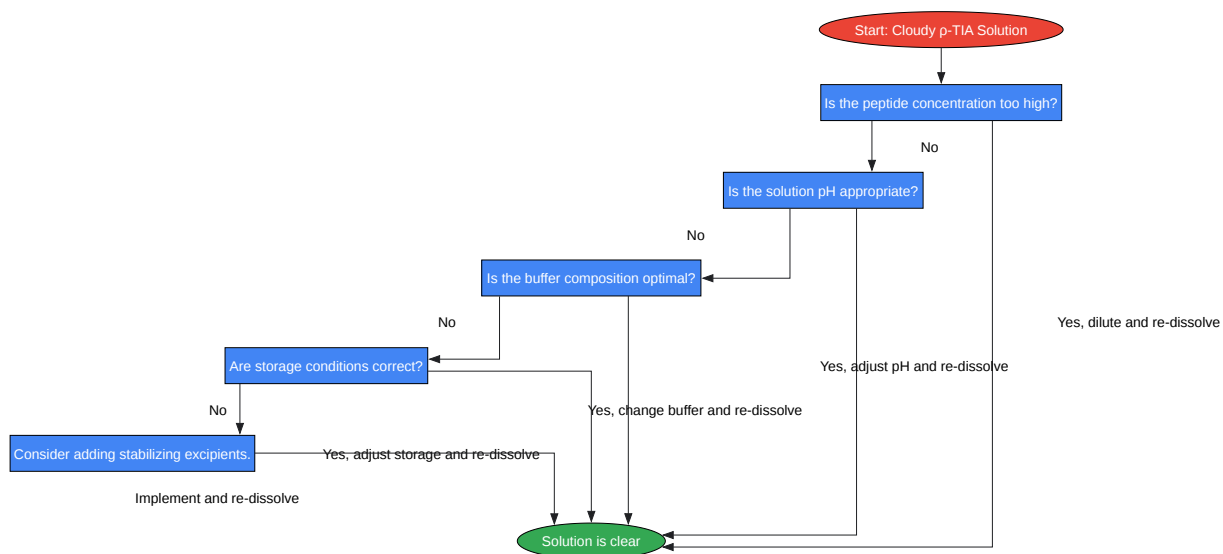 Start: Cloudy ρ-TIA Solution
Is the peptide concentration too high?
No
Is the solution pH appropriate?
No
Is the buffer composition optimal?
No
Yes, dilute and re-dissolve
Are storage conditions correct?
Yes, adjust pH and re-dissolve
No
Yes, change buffer and re-dissolve
Consider adding stabilizing excipients.
Yes, adjust storage and re-dissolve
Implement and re-dissolve
Solution is clear